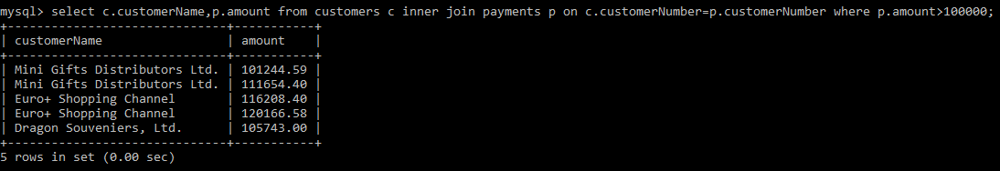 mysql> select c.customerName,p.amount from customers c inner join payments p on c.customerNumber=p.customerNumber where p.amount>100000;
+-----------------------------+-----------+
| customerName                | amount    |
+-----------------------------+-----------+
| Mini Gifts Distributors Ltd. | 101244.59 |
| Mini Gifts Distributors Ltd. | 111654.40 |
| Euro+ Shopping Channel       | 116208.40 |
| Euro+ Shopping Channel       | 120166.58 |
| Dragon Souveniers, Ltd.      | 105743.00 |
+-----------------------------+-----------+
5 rows in set (0.00 sec)